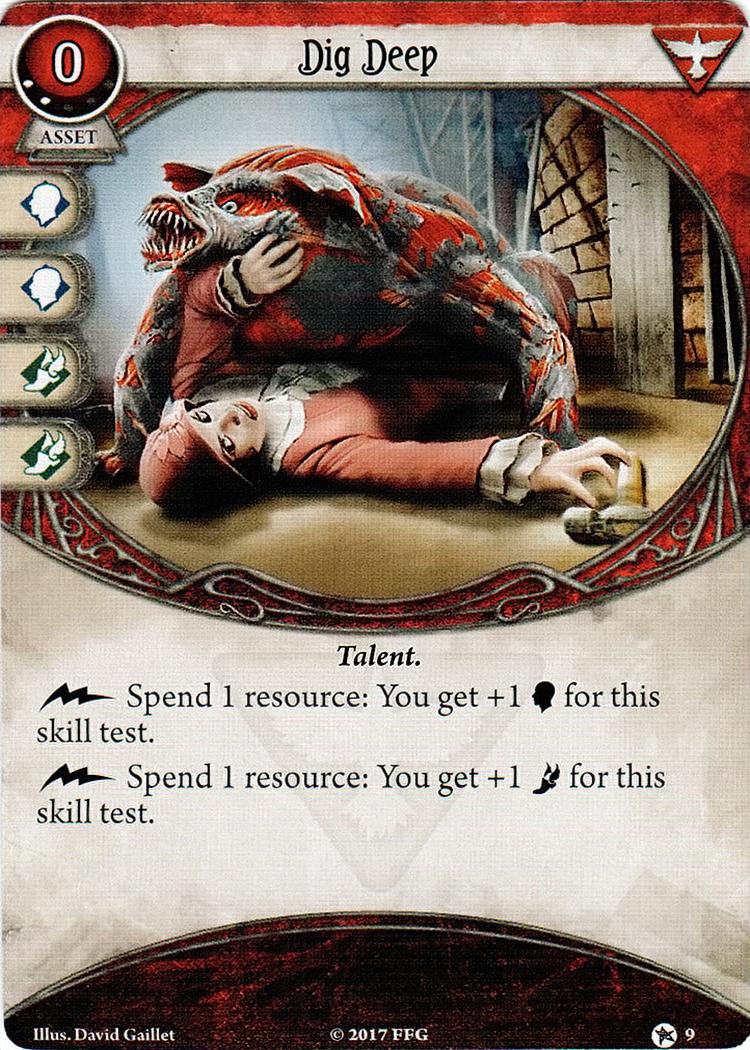 0
Dig Deep
ASSET
Talent.
Spend 1 resource: You get +1 for this
skill test.
Spend 1 resource: You get +1 for this
skill test.
Illus. David Gaillet
© 2017 FFG
9